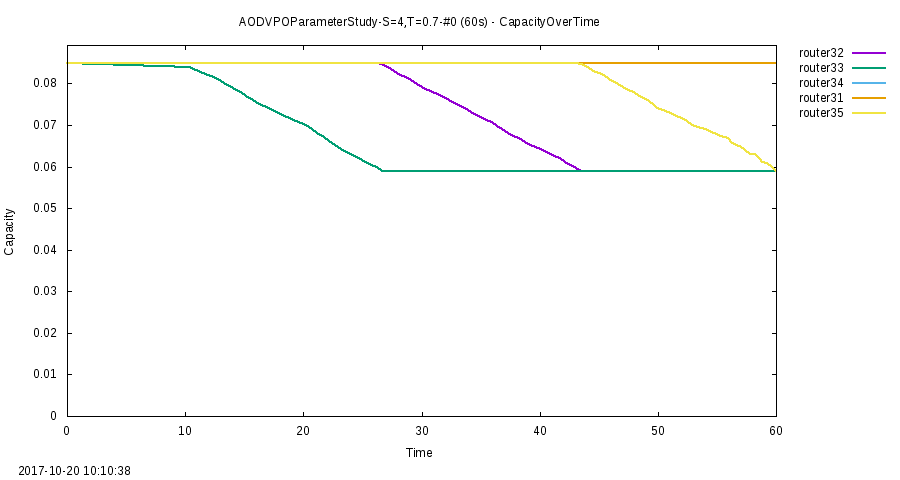 AODVPOParameterStudy-S=4,T=0.7-#0 (60s) - CapacityOverTime
router32
router33
router34
router31
router35
0.08
0.07
0.06
0.05
0.04
0.03
0.02
0.01
0
Capacity
0 10 20 30 40 50 60
Time
2017-10-20 10:10:38